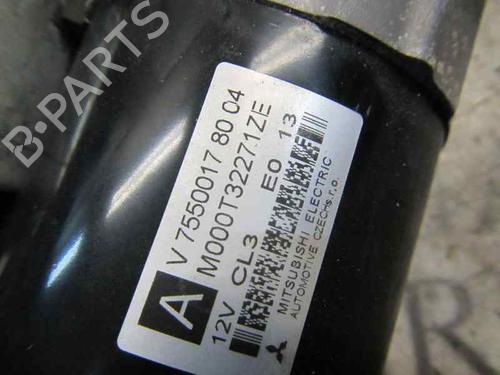 B-PARTS
A
V 7550017 80 04
M000T32271ZE
12V CL3 E0 13
MITSUBISHI ELECTRIC
AUTOMOTIVE CZECH s.r.o.